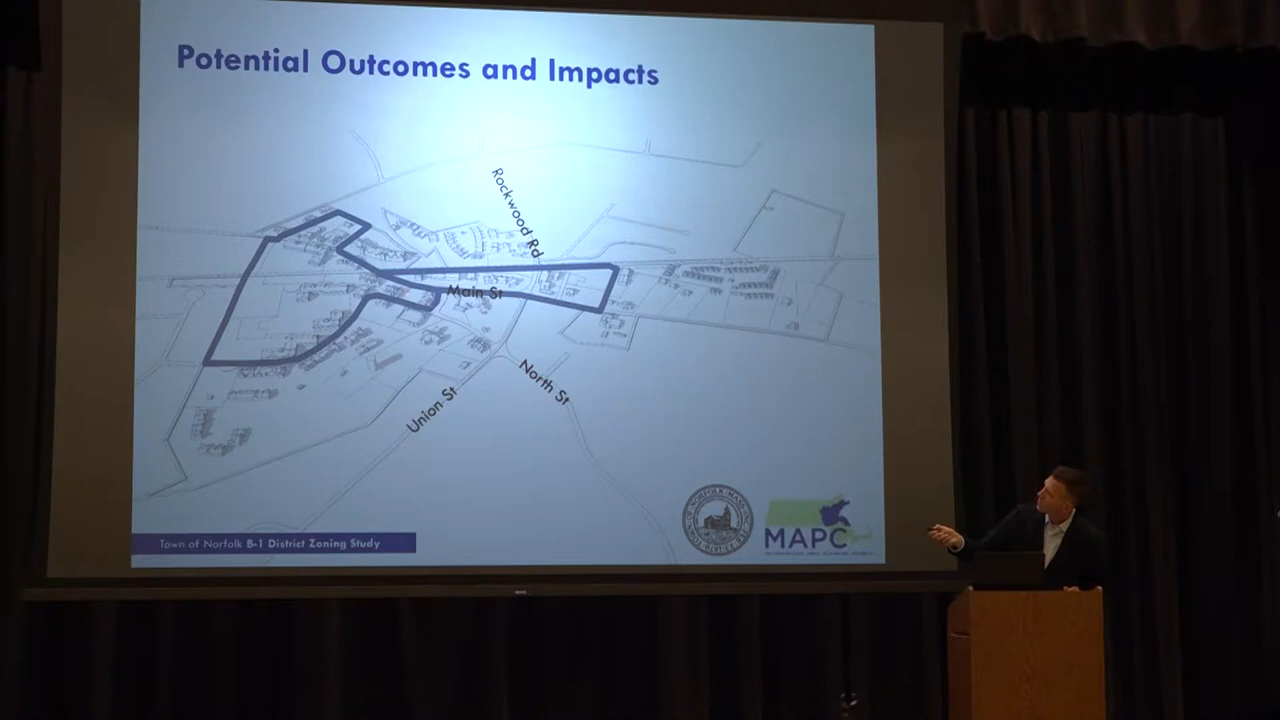 Potential Outcomes and Impacts
Rockwood Rd
Main St
North St
Union St
Town of Norfolk B-1 District Zoning Study
MAPC